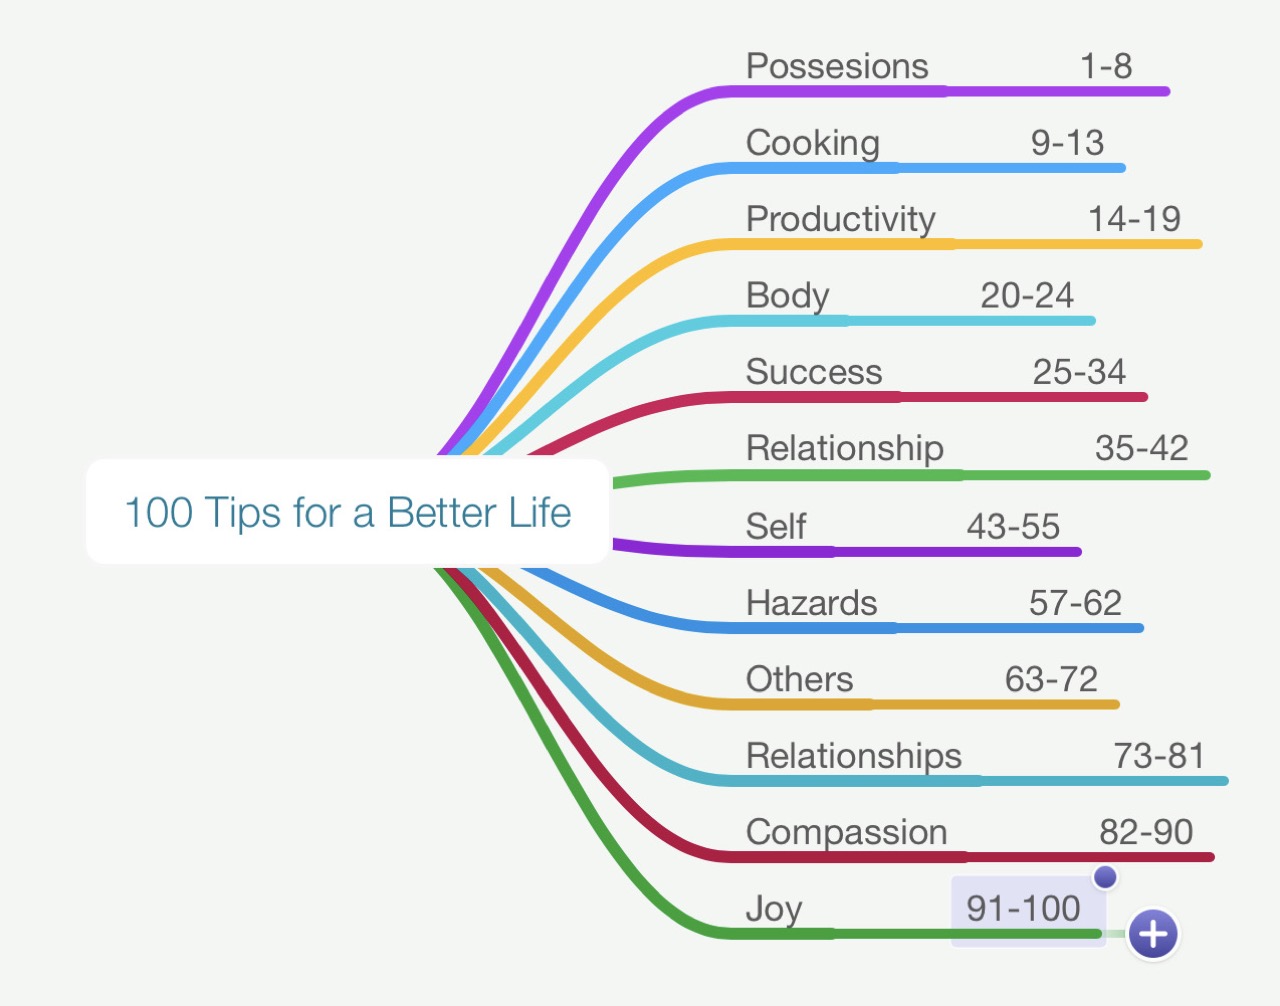 Possesions 1-8
Cooking 9-13
Productivity 14-19
Body 20-24
Success 25-34
Relationship 35-42
100 Tips for a Better Life
Self 43-55
Hazards 57-62
Others 63-72
Relationships 73-81
Compassion 82-90
Joy 91-100